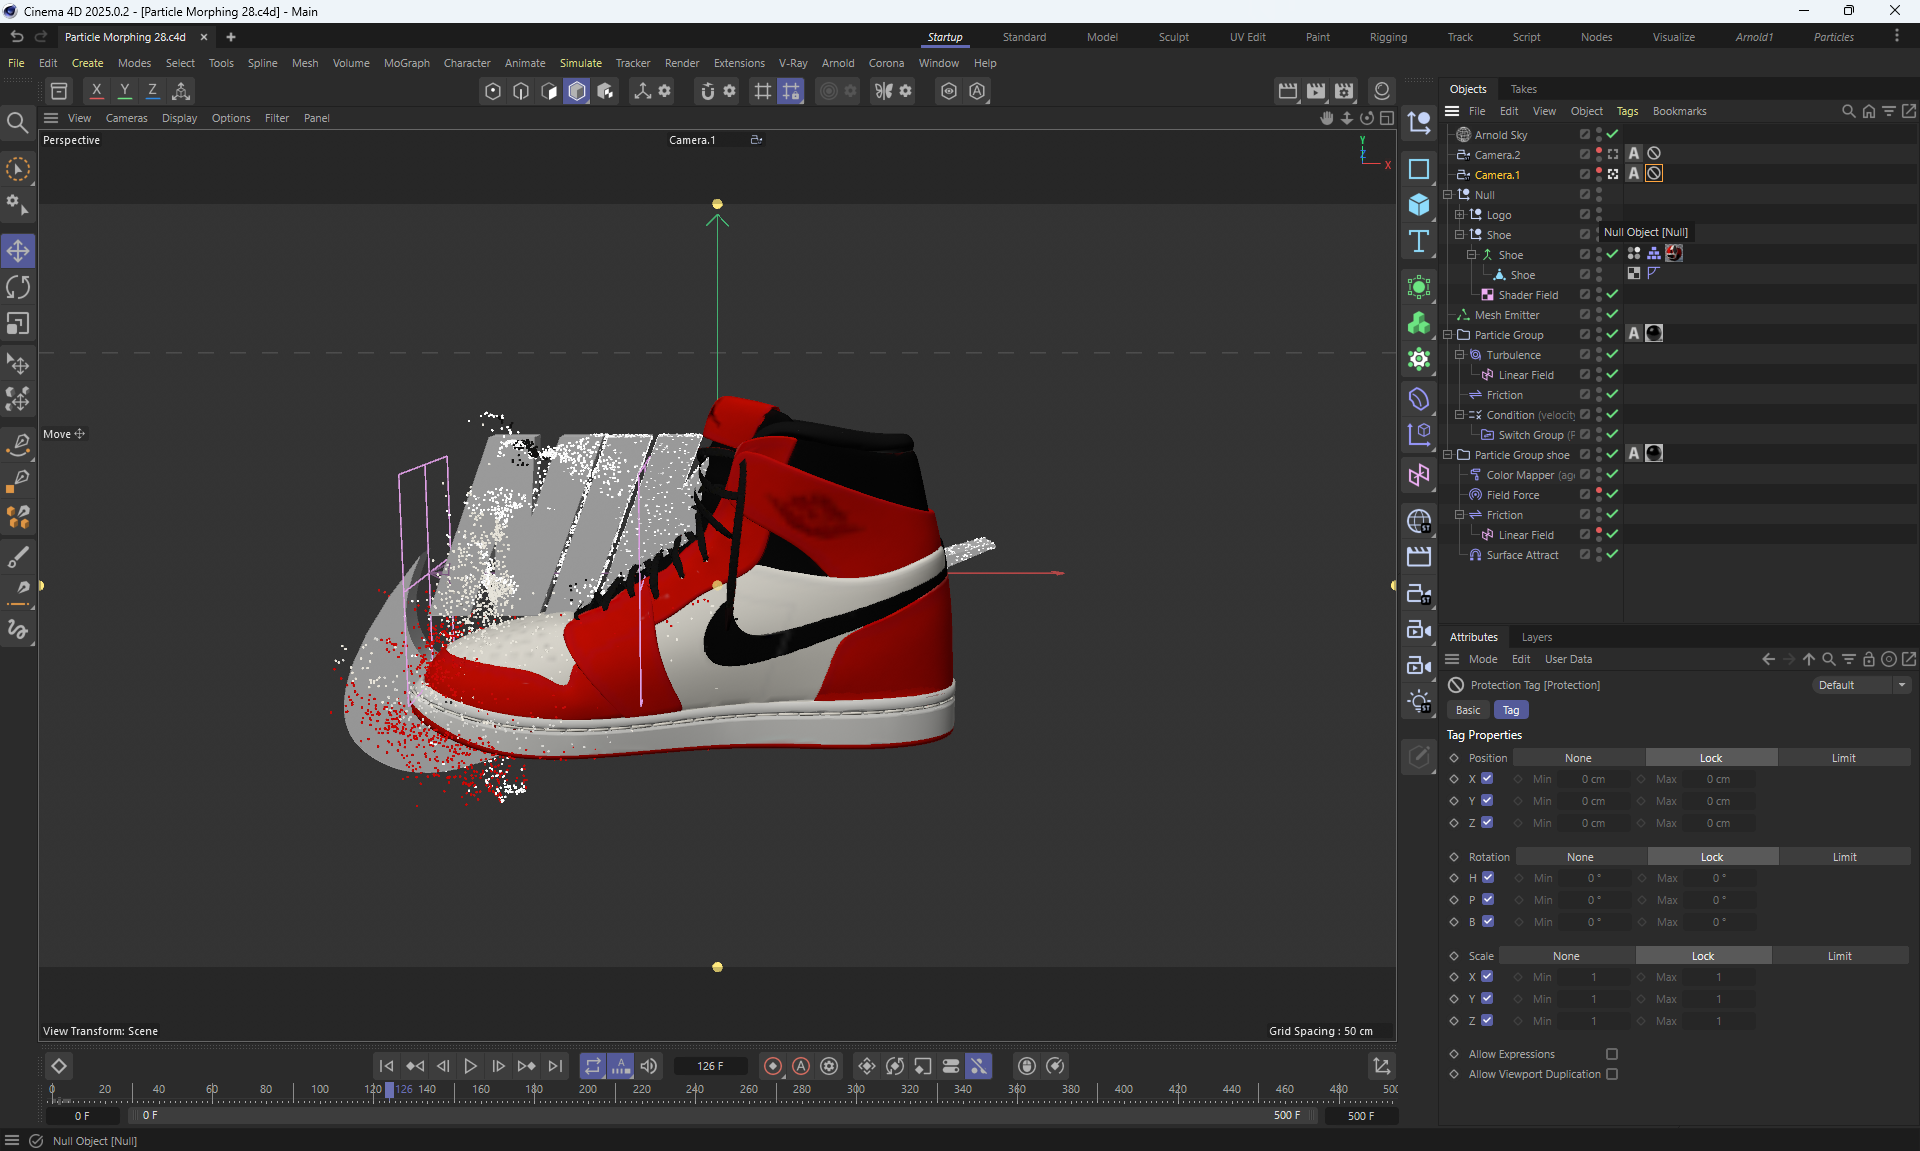 Cinema 4D 2025.0.2 - [Particle Morphing 28.c4d] - Main
Particle Morphing 28.c4d
Startup Standard Model Sculpt UV Edit Paint Rigging Track Script Nodes Visualize Arnold1 Particles
File Edit Create Modes Select Tools Spline Mesh Volume MoGraph Character Animate Simulate Tracker Render Extensions V-Ray Arnold Corona Window Help
X Y Z
View Cameras Display Options Filter Panel
Perspective
Camera.1
Y
Z
X
Move
View Transform: Scene
Grid Spacing : 50 cm
Objects Takes
File Edit View Object Tags Bookmarks
Arnold Sky
Camera.2
Camera.1
Null
Logo
Shoe
Null Object [Null]
Shoe
Shoe
Shader Field
Mesh Emitter
Particle Group
Turbulence
Linear Field
Friction
Condition (velocit
Switch Group (F
Particle Group shoe
Color Mapper (ag
Field Force
Friction
Linear Field
Surface Attract
Attributes Layers
Mode Edit User Data
Protection Tag [Protection]
Default
Basic Tag
Tag Properties
Position None Lock Limit
X Min 0 cm Max 0 cm
Y Min 0 cm Max 0 cm
Z Min 0 cm Max 0 cm
Rotation None Lock Limit
H Min 0 ° Max 0 °
P Min 0 ° Max 0 °
B Min 0 ° Max 0 °
Scale None Lock Limit
X Min 1 Max 1
Y Min 1 Max 1
Z Min 1 Max 1
Allow Expressions
Allow Viewport Duplication
126 F
0 20 40 60 80 100 120 126 140 160 180 200 220 240 260 280 300 320 340 360 380 400 420 440 460 480 500
0 F 0 F 500 F 500 F
Null Object [Null]